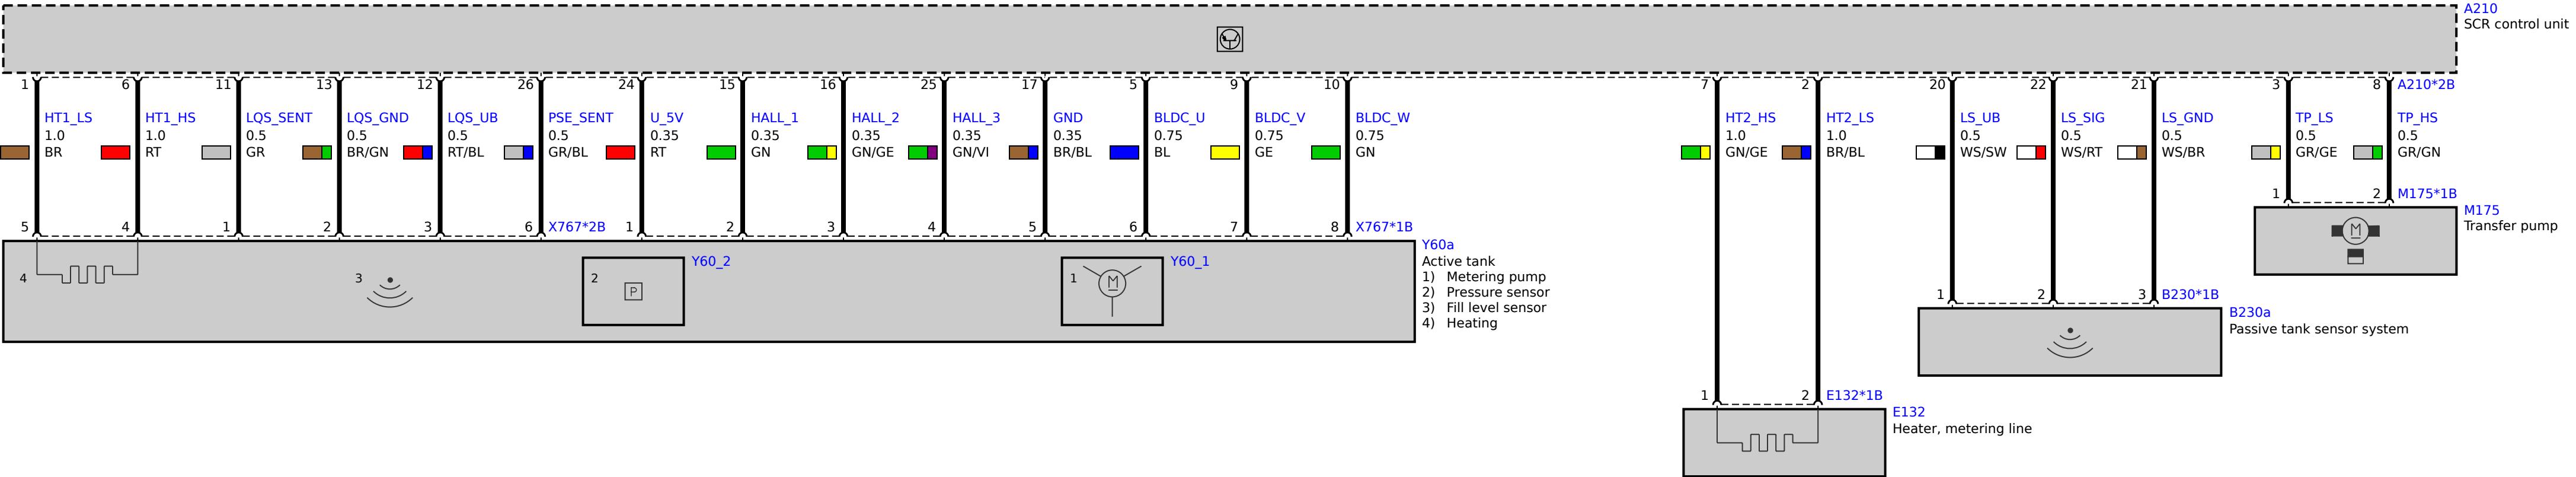 A210
SCR control unit
1 6 11 13 12 26 24 15 16 25 17 5 9 10 7 2 20 22 21 3 8 A210*2B
HT1_LS HT1_HS LQS_SENT LQS_GND LQS_UB PSE_SENT U_5V HALL_1 HALL_2 HALL_3 GND BLDC_U BLDC_V BLDC_W HT2_HS HT2_LS LS_UB LS_SIG LS_GND TP_LS TP_HS
1.0 1.0 0.5 0.5 0.5 0.5 0.35 0.35 0.35 0.35 0.35 0.75 0.75 0.75 1.0 1.0 0.5 0.5 0.5 0.5 0.5
BR RT GR BR/GN RT/BL GR/BL RT GN GN/GE GN/VI BR/BL BL GE GN GN/GE BR/BL WS/SW WS/RT WS/BR GR/GE GR/GN
1 2 M175*1B
M175
Transfer pump
M
5 4 1 2 3 6 X767*2B 1 2 3 4 5 6 7 8 X767*1B
Y60a
Active tank
1) Metering pump
2) Pressure sensor
3) Fill level sensor
4) Heating
4 3 2 P Y60_2 1 M Y60_1
1 2 3 B230*1B
B230a
Passive tank sensor system
1 2 E132*1B
E132
Heater, metering line